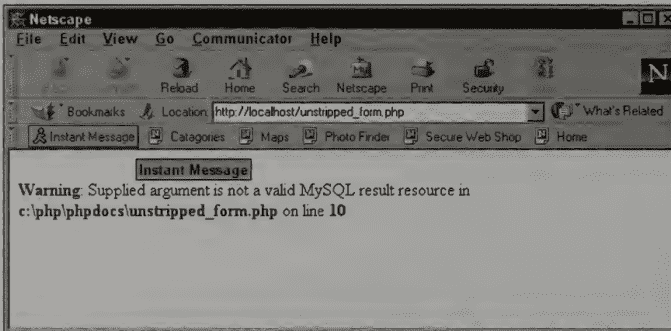 Netscape
File Edit View Go Communicator Help
Reload Home Search Netscape Print Security
N
Bookmarks Location: http://localhost/unstripped_form.php What's Related
Instant Message Catagories Maps Photo Finder Secure Web Shop Home
Instant Message
Warning: Supplied argument is not a valid MySQL result resource in
c:\php\phpdocs\unstripped_form.php on line 10